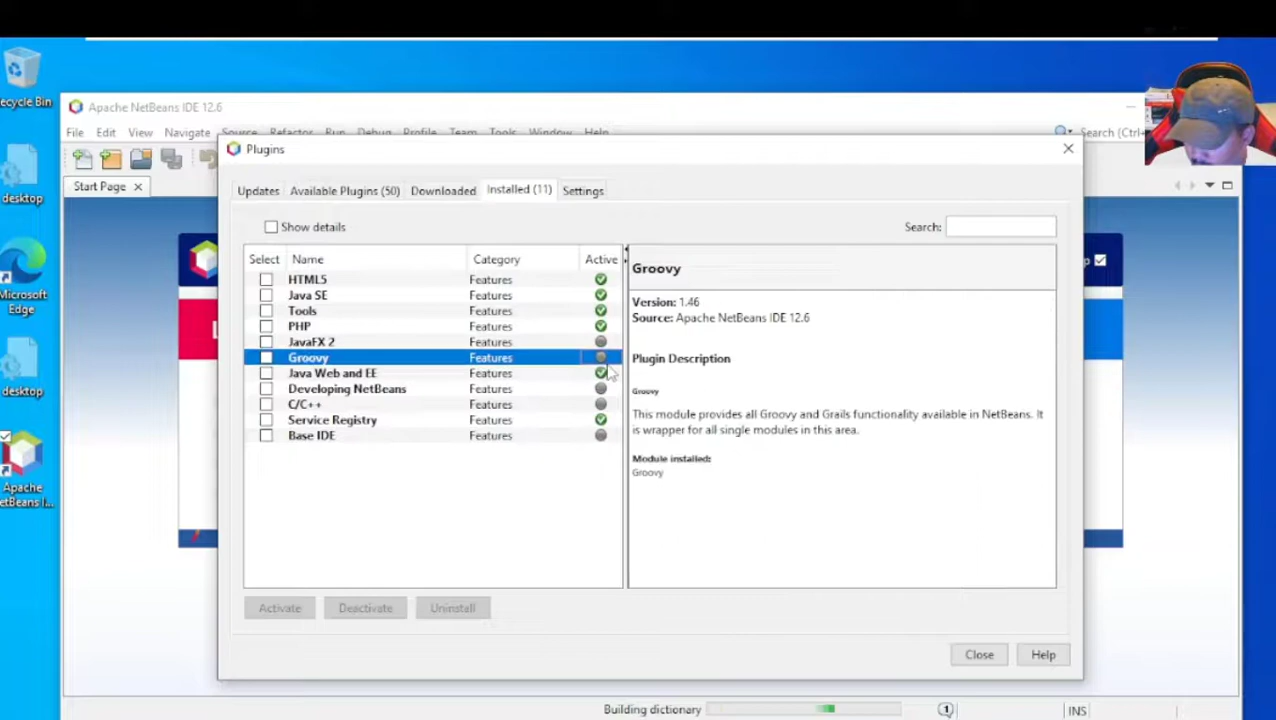 ecycle Bin
desktop
Microsoft
Edge
desktop
Apache
etBeans I...
Apache NetBeans IDE 12.6
File Edit View Navigate Source Refactor Run Debug Profile Team Tools Window Help
Search (Ctrl
Start Page
Plugins
Updates Available Plugins (50) Downloaded Installed (11) Settings
Show details
Search:
Select Name Category Active
HTML5 Features
Java SE Features
Tools Features
PHP Features
JavaFX 2 Features
Groovy Features
Java Web and EE Features
Developing NetBeans Features
C/C++ Features
Service Registry Features
Base IDE Features
Groovy
Version: 1.46
Source: Apache NetBeans IDE 12.6
Plugin Description
Groovy
This module provides all Groovy and Grails functionality available in NetBeans. It
is wrapper for all single modules in this area.
Module installed:
Groovy
Activate Deactivate Uninstall
Close Help
Building dictionary
1
INS